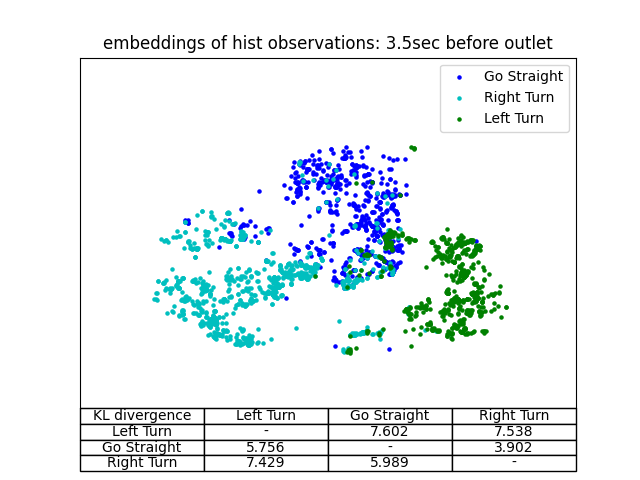 embeddings of hist observations: 3.5sec before outlet
Go Straight
Right Turn
Left Turn
KL divergence Left Turn Go Straight Right Turn
Left Turn - 7.602 7.538
Go Straight 5.756 - 3.902
Right Turn 7.429 5.989 -